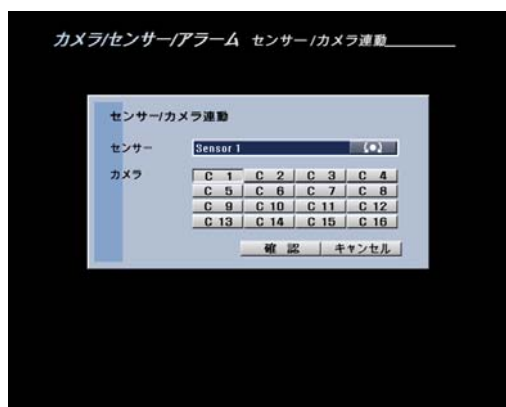 カメラ/センサー/アラーム センサー/カメラ連動
センサー/カメラ連動
センサー Sensor 1
カメラ C 1 C 2 C 3 C 4
C 5 C 6 C 7 C 8
C 9 C 10 C 11 C 12
C 13 C 14 C 15 C 16
確認 キャンセル